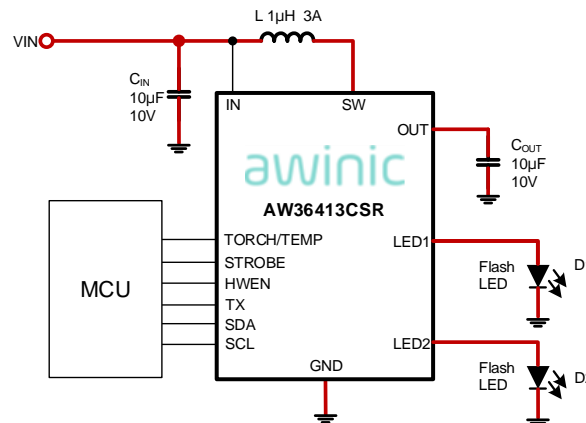 L 1µH 3A
VIN
CIN
10µF
10V
IN
SW
OUT
COUT
10µF
10V
awinic
AW36413CSR
MCU
TORCH/TEMP
STROBE
HWEN
TX
SDA
SCL
LED1
Flash
LED
LED2
Flash
LED
GND